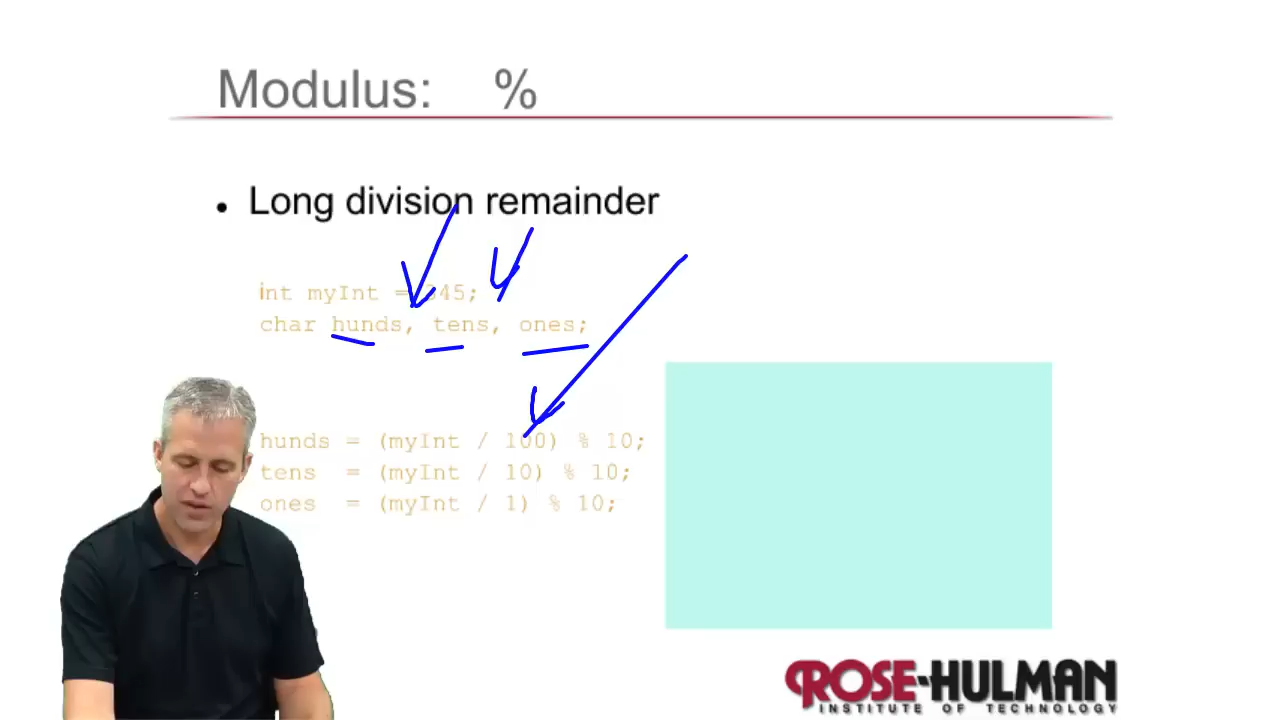 Modulus: %
• Long division remainder
int myInt = 345;
char hunds, tens, ones;
hunds = (myInt / 100) % 10;
tens = (myInt / 10) % 10;
ones = (myInt / 1) % 10;
ROSE-HULMAN
INSTITUTE OF TECHNOLOGY